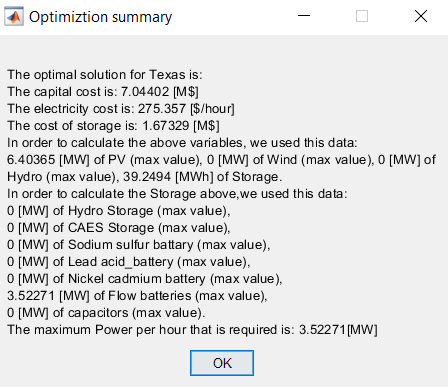 Optimiztion summary
The optimal solution for Texas is:
The capital cost is: 7.04402 [M$]
The electricity cost is: 275.357 [$/hour]
The cost of storage is: 1.67329 [M$]
In order to calculate the above variables, we used this data:
6.40365 [MW] of PV (max value), 0 [MW] of Wind (max value), 0 [MW] of
Hydro (max value), 39.2494 [MWh] of Storage.
In order to calculate the Storage above,we used this data:
0 [MW] of Hydro Storage (max value),
0 [MW] of CAES Storage (max value),
0 [MW] of Sodium sulfur battary (max value),
0 [MW] of Lead acid_battery (max value),
0 [MW] of Nickel cadmium battery (max value),
3.52271 [MW] of Flow batteries (max value),
0 [MW] of capacitors (max value).
The maximum Power per hour that is required is: 3.52271[MW]
OK